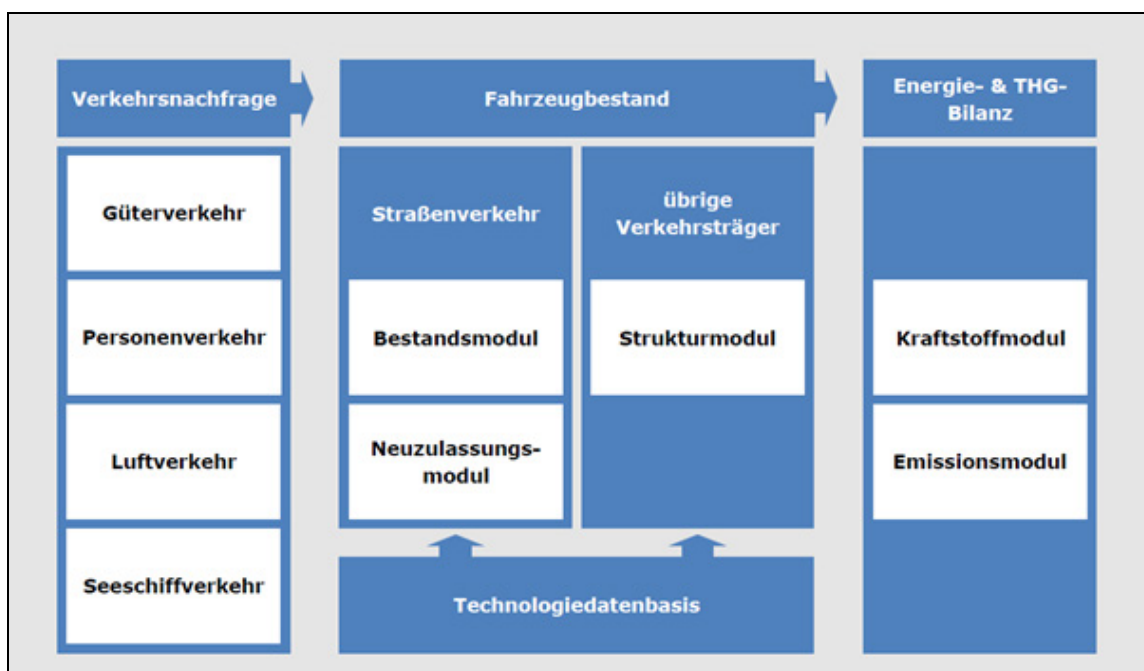 Verkehrsnachfrage
Güterverkehr
Personenverkehr
Luftverkehr
Seeschiffverkehr
Fahrzeugbestand
Straßenverkehr
Bestandsmodul
Neuzulassungs-
modul
übrige
Verkehrsträger
Strukturmodul
Technologiedatenbasis
Energie- & THG-
Bilanz
Kraftstoffmodul
Emissionsmodul